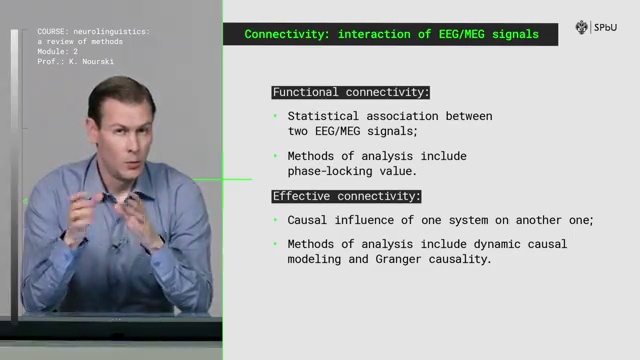 COURSE: neurolinguistics:
a review of methods
Module: 2
Prof.: K. Nourski
Connectivity: interaction of EEG/MEG signals
SPbU
Functional connectivity:
Statistical association between
two EEG/MEG signals;
Methods of analysis include
phase-locking value.
Effective connectivity:
Causal influence of one system on another one;
Methods of analysis include dynamic causal
modeling and Granger causality.